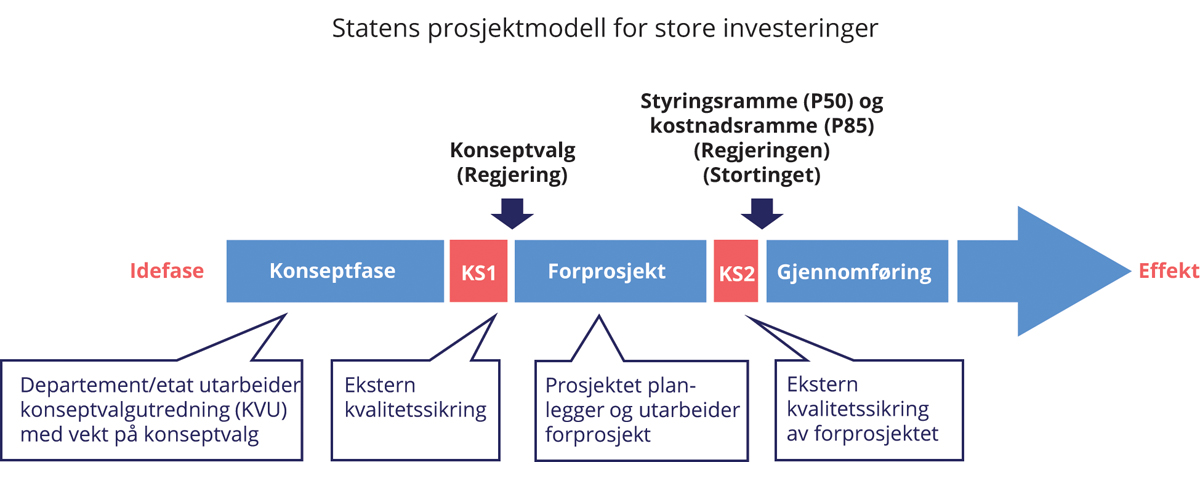 Statens prosjektmodell for store investeringer
Styringsramme (P50) og
kostnadsramme (P85)
(Regjeringen)
(Stortinget)
Konseptvalg
(Regjering)
Idefase
Konseptfase
KS1
Forprosjekt
KS2
Gjennomføring
Effekt
Departement/etat utarbeider
konseptvalgutredning (KVU)
med vekt på konseptvalg
Ekstern
kvalitetssikring
Prosjektet plan-
legger og utarbeider
forprosjekt
Ekstern
kvalitetssikring
av forprosjektet